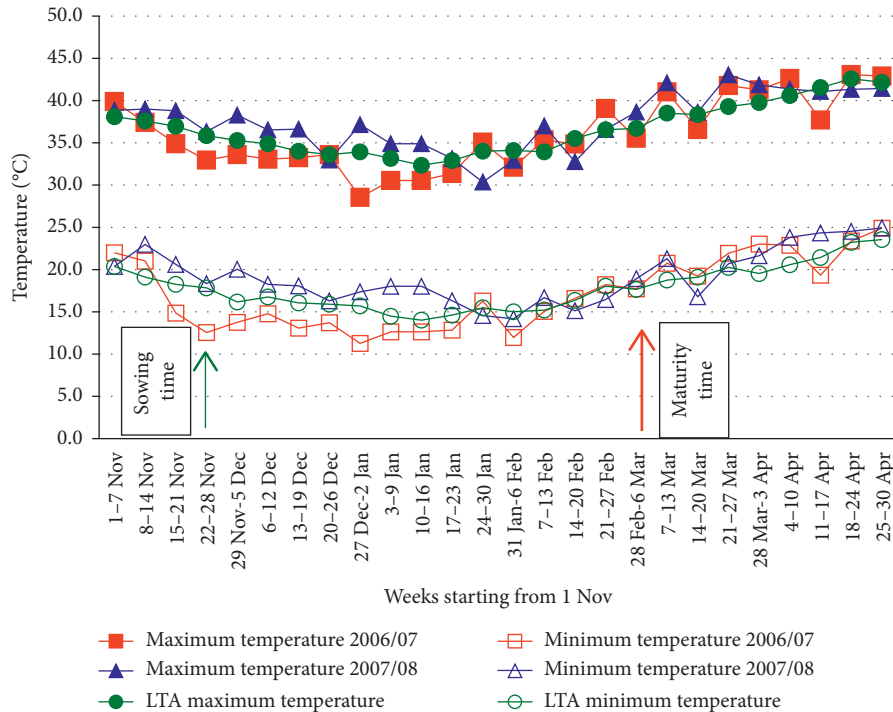 50.0
45.0
40.0
35.0
30.0
25.0
20.0
15.0
10.0
5.0
0.0
Temperature (°C)
Sowing
time
Maturity
time
1–7 Nov
8–14 Nov
15–21 Nov
22–28 Nov
29 Nov-5 Dec
6–12 Dec
13–19 Dec
20–26 Dec
27 Dec-2 Jan
3–9 Jan
10–16 Jan
17–23 Jan
24–30 Jan
31 Jan-6 Feb
7–13 Feb
14–20 Feb
21–27 Feb
28 Feb-6 Mar
7–13 Mar
14–20 Mar
21–27 Mar
28 Mar-3 Apr
4–10 Apr
11–17 Apr
18–24 Apr
25–30 Apr
Weeks starting from 1 Nov
Maximum temperature 2006/07
Maximum temperature 2007/08
LTA maximum temperature
Minimum temperature 2006/07
Minimum temperature 2007/08
LTA minimum temperature